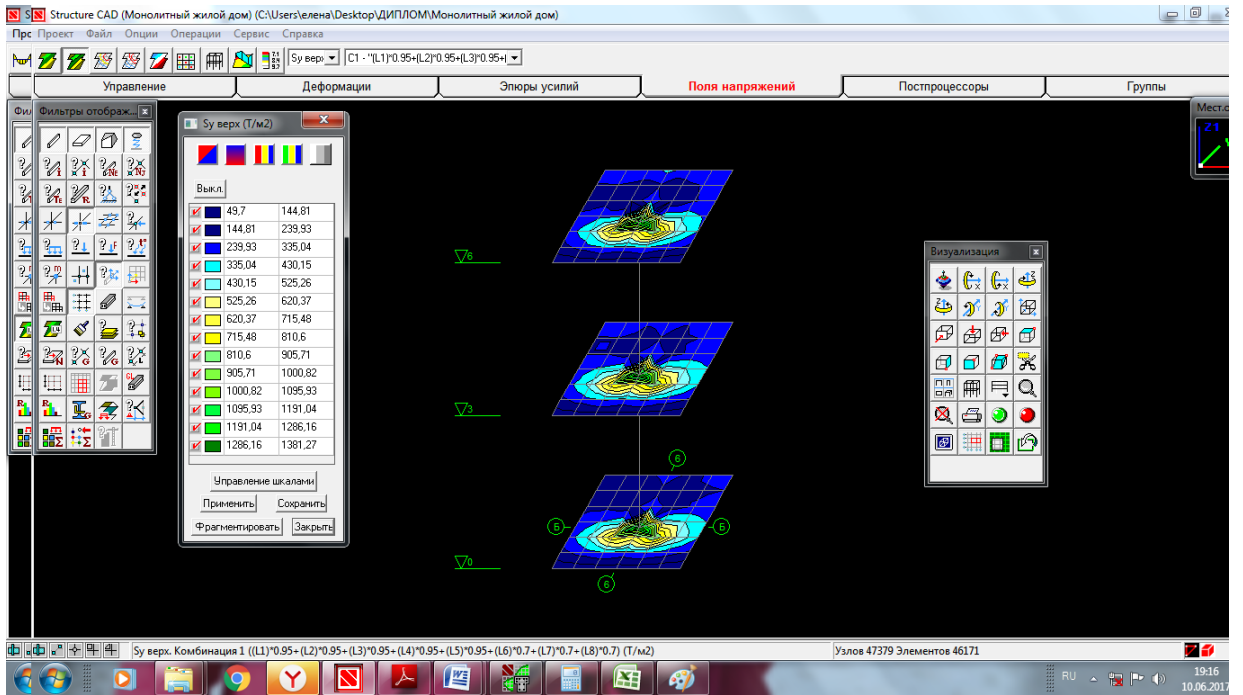 Structure CAD (Монолитный жилой дом) (C:\Users\елена\Desktop\ДИПЛОМ\Монолитный жилой дом)
Прс Проект Файл Опции Операции Сервис Справка
Sy верх C1 - "(L1)*0.95+(L2)*0.95+(L3)*0.95+(
Управление Деформации Эпюры усилий Поля напряжений Постпроцессоры Группы
Фил Фильтры отображ... Sy верх (Т/м2) Мест.с
Z1
Выкл.
49,7 144,81
144,81 239,93
239,93 335,04
335,04 430,15
430,15 525,26
525,26 620,37
620,37 715,48
715,48 810,6
810,6 905,71
905,71 1000,82
1000,82 1095,93
1095,93 1191,04
1191,04 1286,16
1286,16 1381,27
Управление шкалами
Применить Сохранить
Фрагментировать Закрыть
6
3
6
Б Б
0
6
Визуализация
Sy верх. Комбинация 1 ((L1)*0.95+(L2)*0.95+(L3)*0.95+(L4)*0.95+(L5)*0.95+(L6)*0.7+(L7)*0.7+(L8)*0.7) (Т/м2) Узлов 47379 Элементов 46171
RU 19:16
10.06.2017